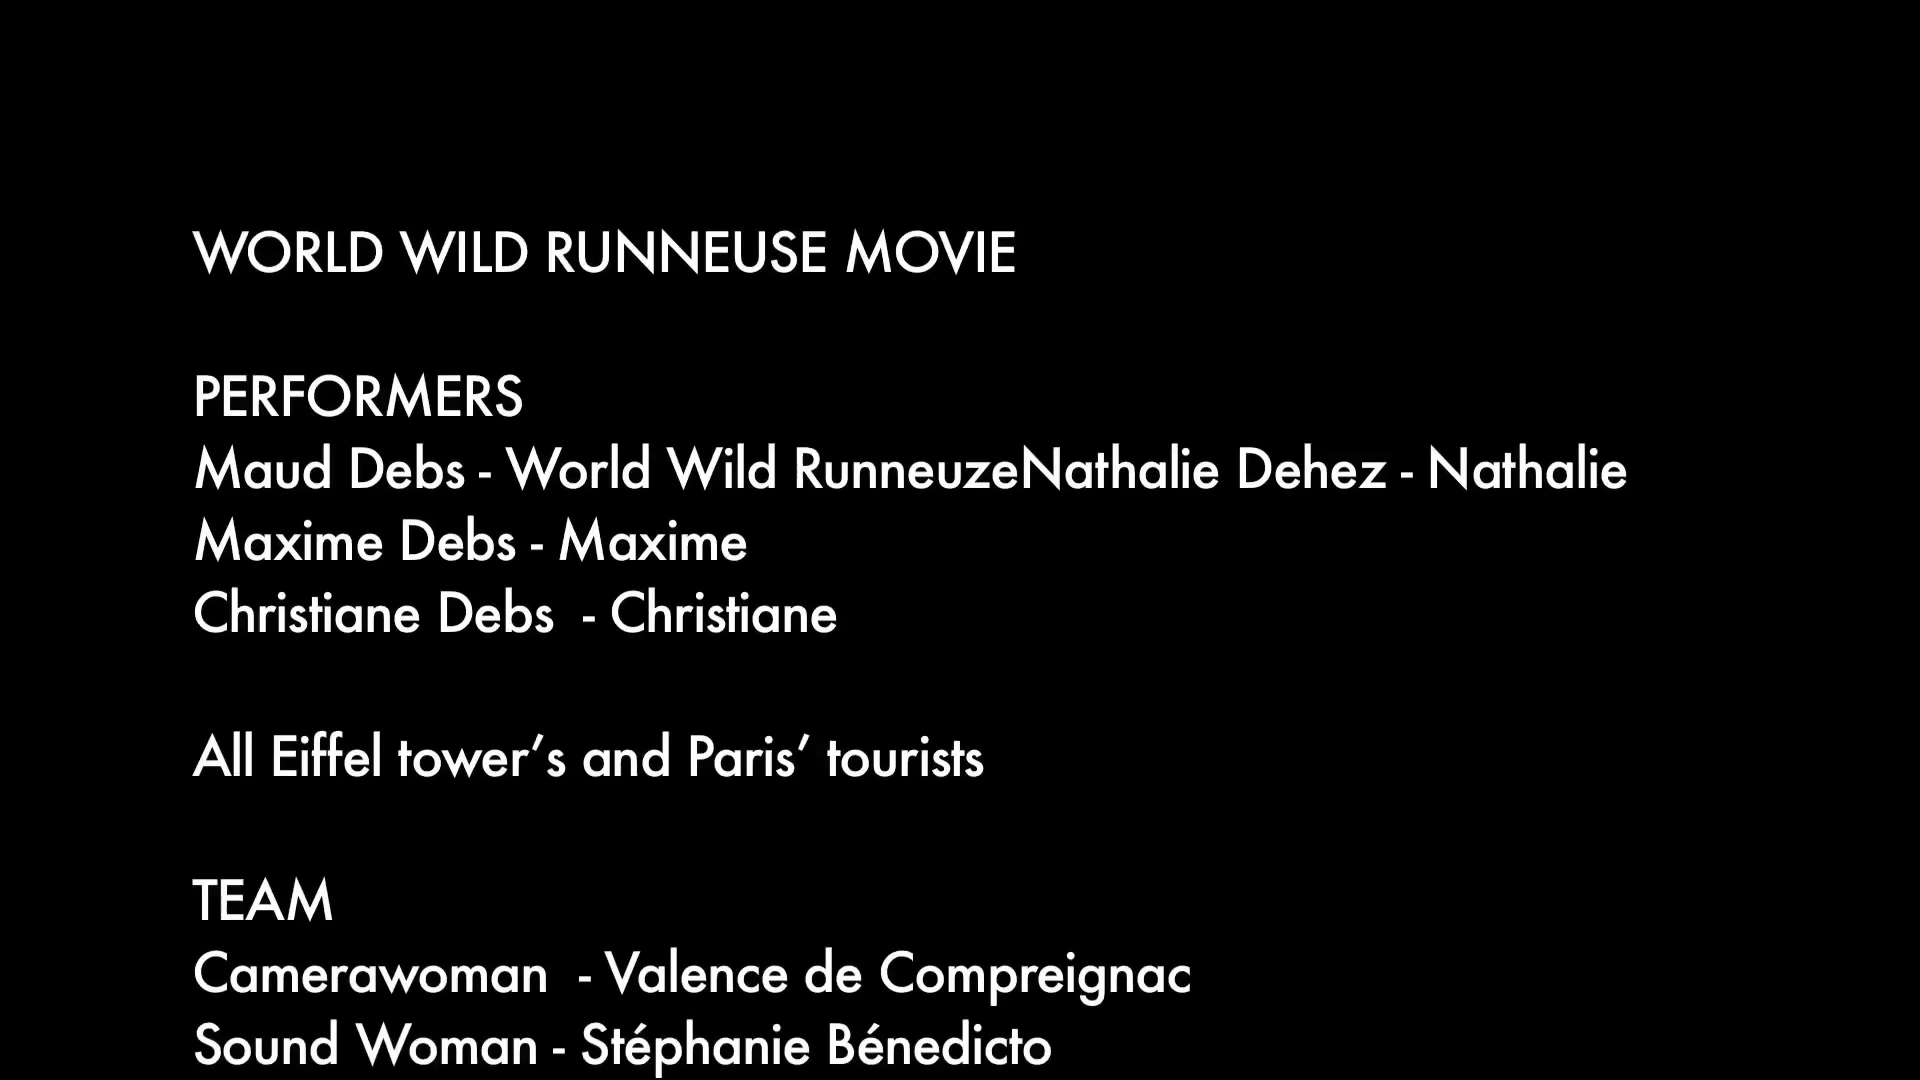 WORLD WILD RUNNEUSE MOVIE
PERFORMERS
Maud Debs - World Wild RunneuzeNathalie Dehez - Nathalie
Maxime Debs - Maxime
Christiane Debs  - Christiane
All Eiffel tower’s and Paris’ tourists
TEAM
Camerawoman  - Valence de Compreignac
Sound Woman - Stéphanie Bénedicto